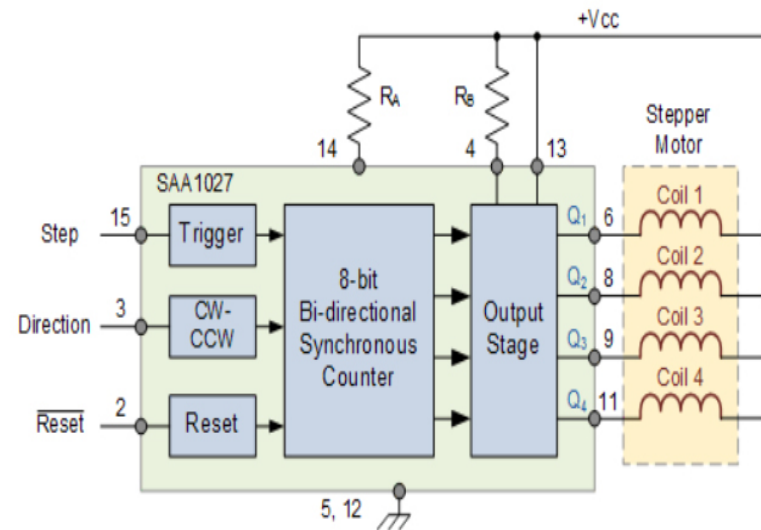 +Vcc
RA
RB
Stepper
Motor
14
4
13
SAA1027
Step
15
Trigger
8-bit
Bi-directional
Synchronous
Counter
Output
Stage
Q1
6
Coil 1
Q2
8
Coil 2
Direction
3
CW-
CCW
Q3
9
Coil 3
Q4
11
Coil 4
Reset
2
Reset
5, 12